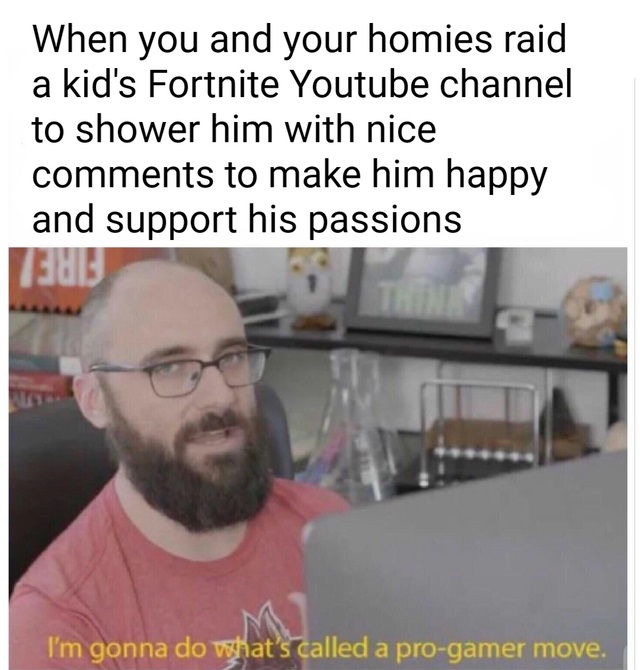 When you and your homies raid
a kid's Fortnite Youtube channel
to shower him with nice
comments to make him happy
and support his passions
FIRE!
THINK
I'm gonna do what's called a pro-gamer move.